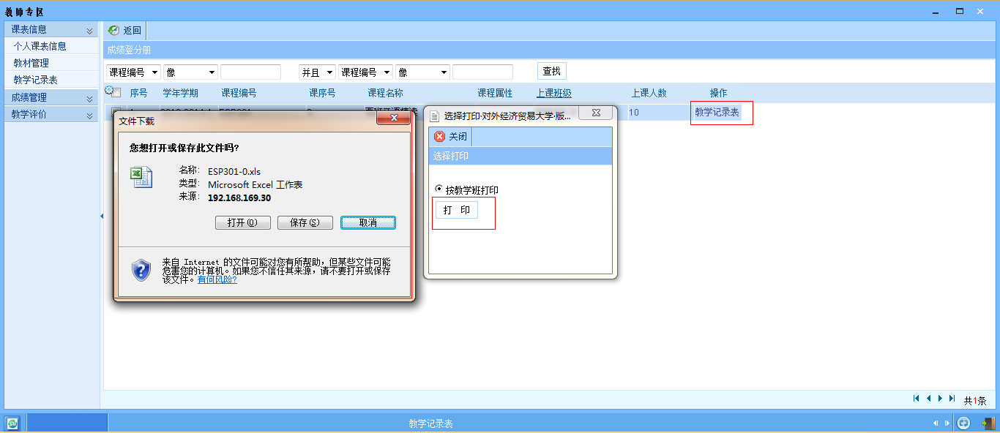 教师专区
课表信息
个人课表信息
教材管理
教学记录表
成绩管理
教学评价
返回
成绩登分册
课程编号 像 并且 课程编号 像 查找
序号 学年学期 课程编号 课序号 课程名称 课程属性 上课班级 上课人数 操作
10 教学记录表
文件下载
您想打开或保存此文件吗?
名称: ESP301-0.xls
类型: Microsoft Excel 工作表
来源: 192.168.169.30
打开(O) 保存(S) 取消
来自 Internet 的文件可能对您有所帮助，但某些文件可能
危害您的计算机。如果您不信任其来源，请不要打开或保存
该文件。有何风险?
选择打印·对外经济贸易大学·版...
关闭
选择打印
按教学班打印
打 印
共1条
教学记录表